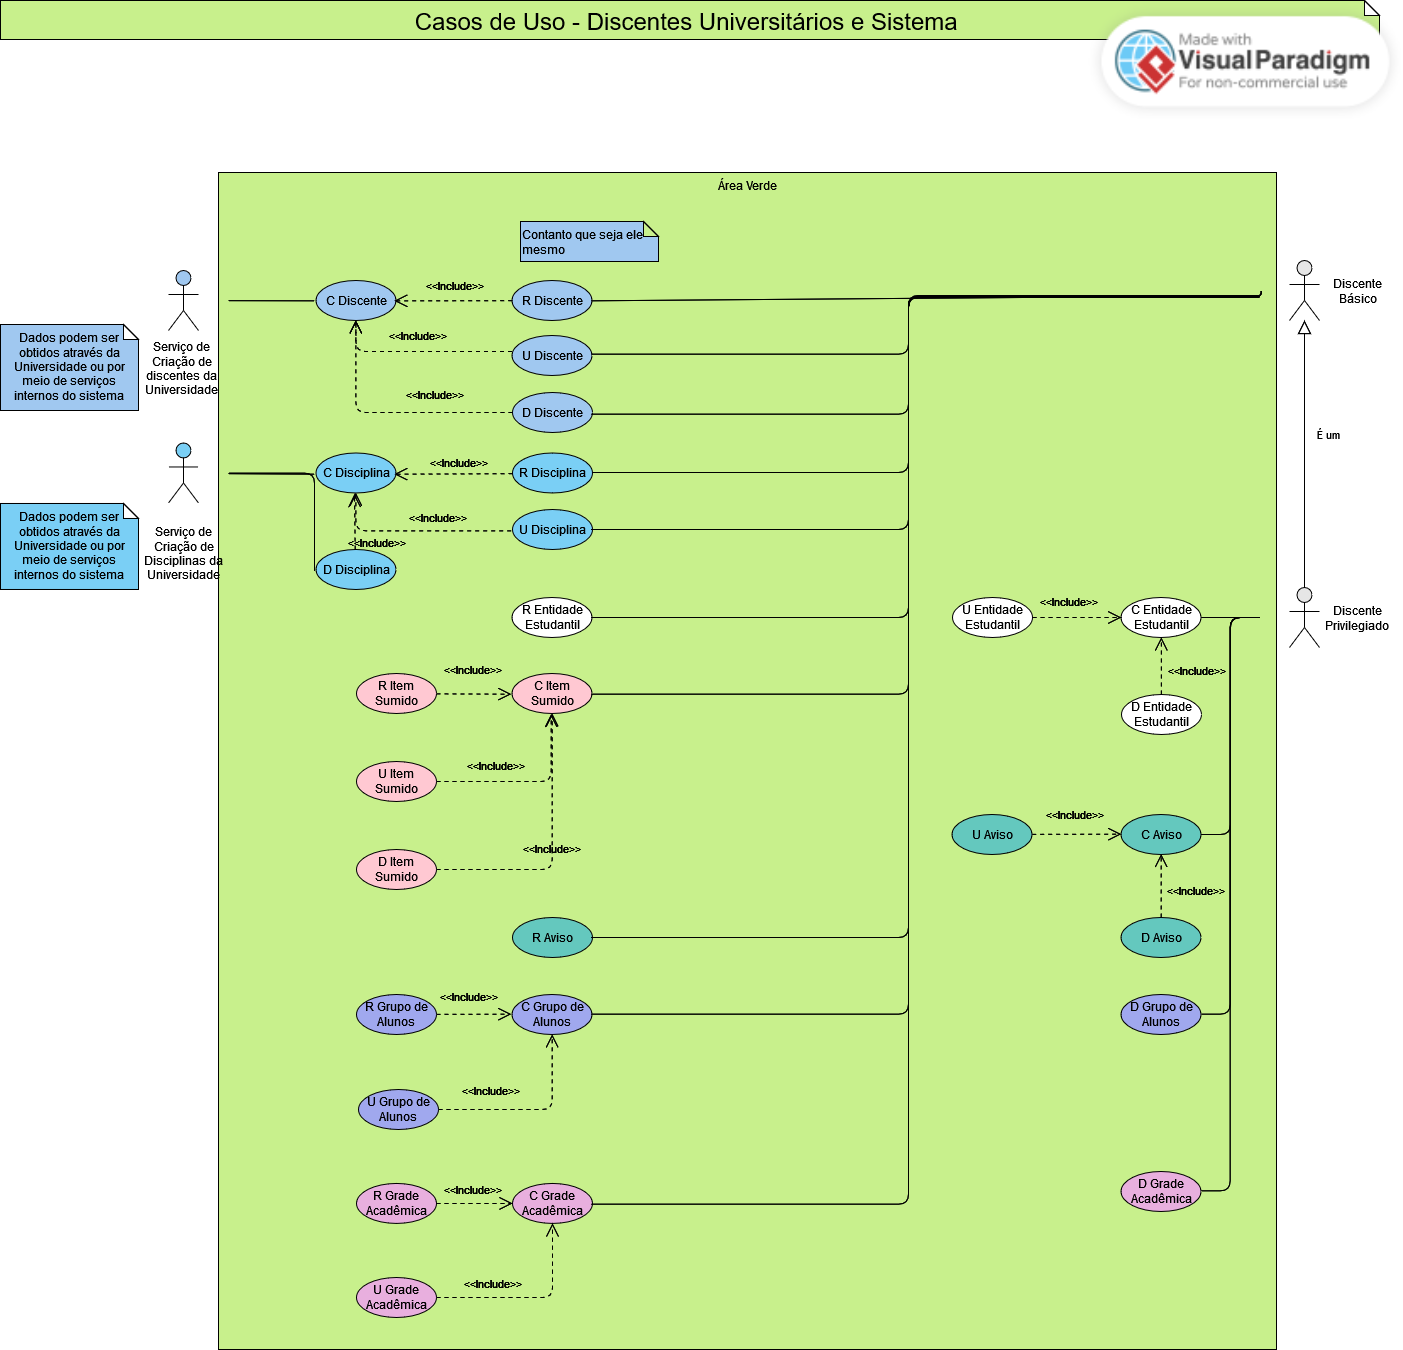 Casos de Uso - Discentes Universitários e Sistema
Made with
Visual Paradigm
For non-commercial use
Área Verde
Contanto que seja ele
mesmo
C Discente
<<Include>>
R Discente
<<Include>>
U Discente
<<Include>>
D Discente
Serviço de
Criação de
discentes da
Universidade
Dados podem ser
obtidos através da
Universidade ou por
meio de serviços
internos do sistema
Discente
Básico
É um
C Disciplina
<<Include>>
R Disciplina
<<Include>>
U Disciplina
<<Include>>
D Disciplina
Serviço de
Criação de
Disciplinas da
Universidade
Dados podem ser
obtidos através da
Universidade ou por
meio de serviços
internos do sistema
R Entidade
Estudantil
U Entidade
Estudantil
<<Include>>
C Entidade
Estudantil
Discente
Privilegiado
<<Include>>
D Entidade
Estudantil
R Item
Sumido
<<Include>>
C Item
Sumido
U Item
Sumido
<<Include>>
D Item
Sumido
<<Include>>
U Aviso
<<Include>>
C Aviso
<<Include>>
R Aviso
D Aviso
R Grupo de
Alunos
<<Include>>
C Grupo de
Alunos
D Grupo de
Alunos
U Grupo de
Alunos
<<Include>>
R Grade
Acadêmica
<<Include>>
C Grade
Acadêmica
D Grade
Acadêmica
U Grade
Acadêmica
<<Include>>